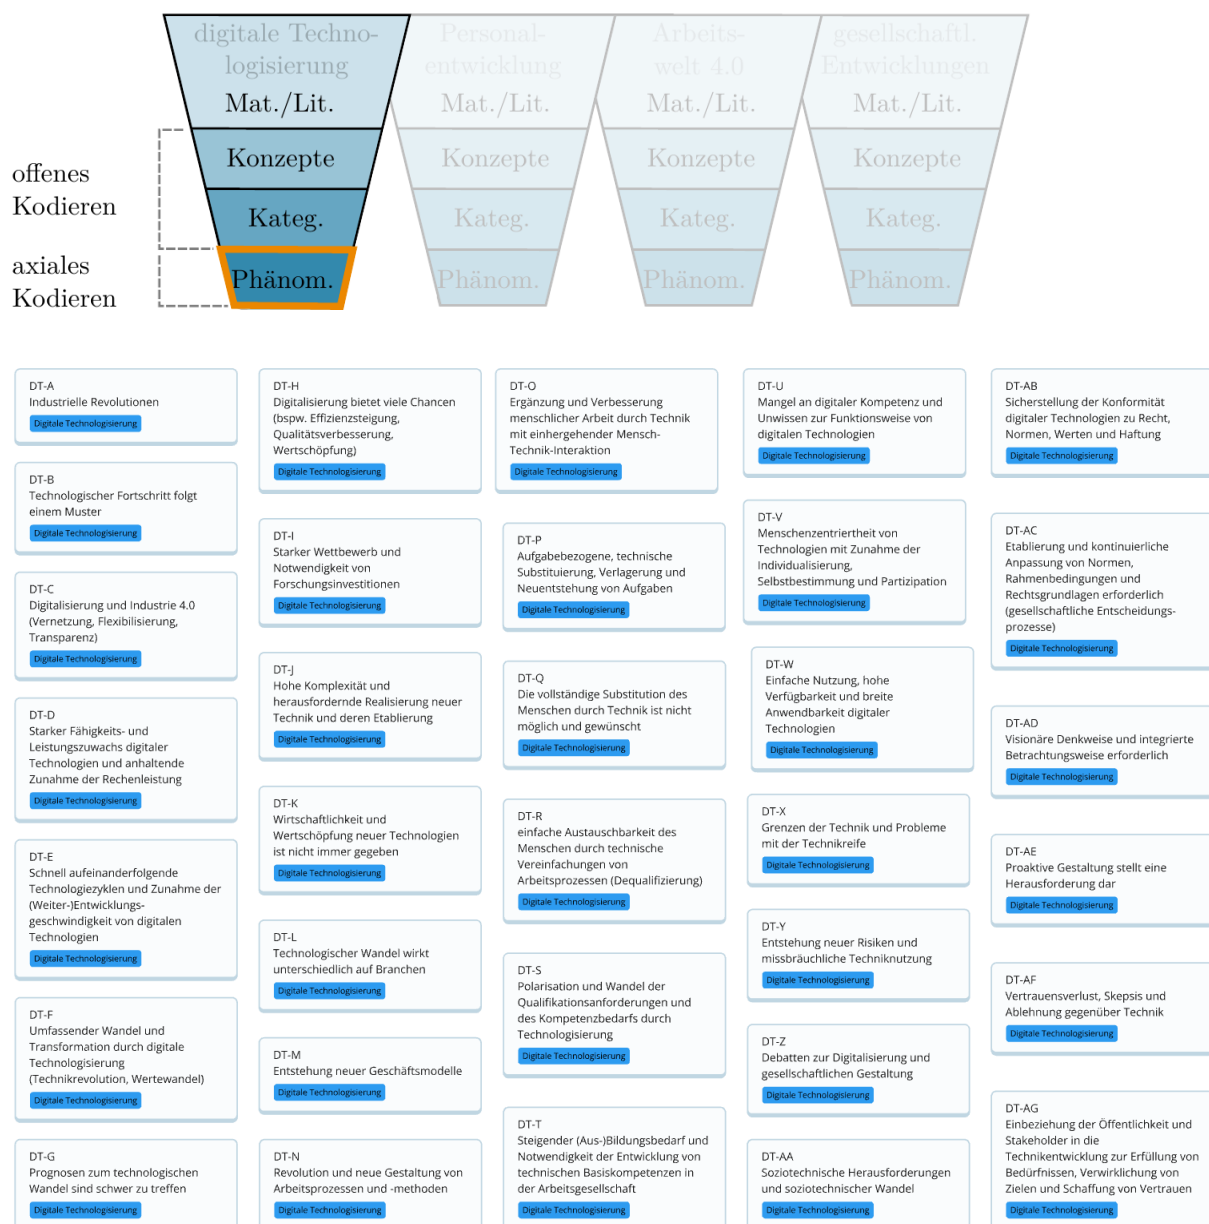 digitale Techno-
logisierung
Mat./Lit.
Konzepte
Kateg.
Phänom.
Personal-
entwicklung
Mat./Lit.
Konzepte
Kateg.
Phänom.
Arbeits-
welt 4.0
Mat./Lit.
Konzepte
Kateg.
Phänom.
gesellschaftl.
Entwicklungen
Mat./Lit.
Konzepte
Kateg.
Phänom.
offenes
Kodieren
axiales
Kodieren
DT-A
Industrielle Revolutionen
Digitale Technologisierung
DT-B
Technologischer Fortschritt folgt
einem Muster
Digitale Technologisierung
DT-C
Digitalisierung und Industrie 4.0
(Vernetzung, Flexibilisierung,
Transparenz)
Digitale Technologisierung
DT-D
Starker Fähigkeits- und
Leistungszuwachs digitaler
Technologien und anhaltende
Zunahme der Rechenleistung
Digitale Technologisierung
DT-E
Schnell aufeinanderfolgende
Technologiezyklen und Zunahme der
(Weiter-)Entwicklungs-
geschwindigkeit von digitalen
Technologien
Digitale Technologisierung
DT-F
Umfassender Wandel und
Transformation durch digitale
Technologisierung
(Technikrevolution, Wertewandel)
Digitale Technologisierung
DT-G
Prognosen zum technologischen
Wandel sind schwer zu treffen
Digitale Technologisierung
DT-H
Digitalisierung bietet viele Chancen
(bspw. Effizienzsteigung,
Qualitätsverbesserung,
Wertschöpfung)
Digitale Technologisierung
DT-I
Starker Wettbewerb und
Notwendigkeit von
Forschungsinvestitionen
Digitale Technologisierung
DT-J
Hohe Komplexität und
herausfordernde Realisierung neuer
Technik und deren Etablierung
Digitale Technologisierung
DT-K
Wirtschaftlichkeit und
Wertschöpfung neuer Technologien
ist nicht immer gegeben
Digitale Technologisierung
DT-L
Technologischer Wandel wirkt
unterschiedlich auf Branchen
Digitale Technologisierung
DT-M
Entstehung neuer Geschäftsmodelle
Digitale Technologisierung
DT-N
Revolution und neue Gestaltung von
Arbeitsprozessen und -methoden
Digitale Technologisierung
DT-O
Ergänzung und Verbesserung
menschlicher Arbeit durch Technik
mit einhergehender Mensch-
Technik-Interaktion
Digitale Technologisierung
DT-P
Aufgabebezogene, technische
Substituierung, Verlagerung und
Neuentstehung von Aufgaben
Digitale Technologisierung
DT-Q
Die vollständige Substitution des
Menschen durch Technik ist nicht
möglich und gewünscht
Digitale Technologisierung
DT-R
einfache Austauschbarkeit des
Menschen durch technische
Vereinfachungen von
Arbeitsprozessen (Dequalifizierung)
Digitale Technologisierung
DT-S
Polarisation und Wandel der
Qualifikationsanforderungen und
des Kompetenzbedarfs durch
Technologisierung
Digitale Technologisierung
DT-T
Steigender (Aus-)Bildungsbedarf und
Notwendigkeit der Entwicklung von
technischen Basiskompetenzen in
der Arbeitsgesellschaft
Digitale Technologisierung
DT-U
Mangel an digitaler Kompetenz und
Unwissen zur Funktionsweise von
digitalen Technologien
Digitale Technologisierung
DT-V
Menschenzentriertheit von
Technologien mit Zunahme der
Individualisierung,
Selbstbestimmung und Partizipation
Digitale Technologisierung
DT-W
Einfache Nutzung, hohe
Verfügbarkeit und breite
Anwendbarkeit digitaler
Technologien
Digitale Technologisierung
DT-X
Grenzen der Technik und Probleme
mit der Technikreife
Digitale Technologisierung
DT-Y
Entstehung neuer Risiken und
missbräuchliche Techniknutzung
Digitale Technologisierung
DT-Z
Debatten zur Digitalisierung und
gesellschaftlichen Gestaltung
Digitale Technologisierung
DT-AA
Soziotechnische Herausforderungen
und soziotechnischer Wandel
Digitale Technologisierung
DT-AB
Sicherstellung der Konformität
digitaler Technologien zu Recht,
Normen, Werten und Haftung
Digitale Technologisierung
DT-AC
Etablierung und kontinuierliche
Anpassung von Normen,
Rahmenbedingungen und
Rechtsgrundlagen erforderlich
(gesellschaftliche Entscheidungs-
prozesse)
Digitale Technologisierung
DT-AD
Visionäre Denkweise und integrierte
Betrachtungsweise erforderlich
Digitale Technologisierung
DT-AE
Proaktive Gestaltung stellt eine
Herausforderung dar
Digitale Technologisierung
DT-AF
Vertrauensverlust, Skepsis und
Ablehnung gegenüber Technik
Digitale Technologisierung
DT-AG
Einbeziehung der Öffentlichkeit und
Stakeholder in die
Technikentwicklung zur Erfüllung von
Bedürfnissen, Verwirklichung von
Zielen und Schaffung von Vertrauen
Digitale Technologisierung